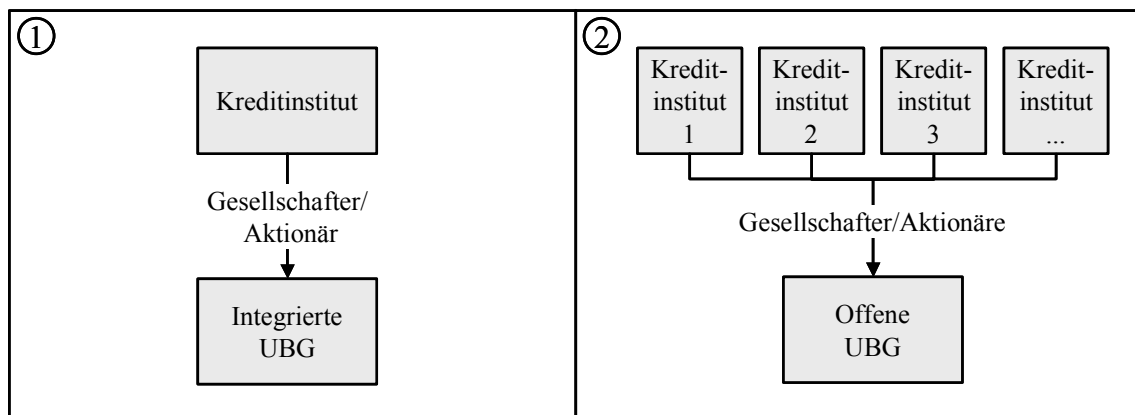 ①
Kreditinstitut
Gesellschafter/
Aktionär
Integrierte
UBG
②
Kredit-
institut
1
Kredit-
institut
2
Kredit-
institut
3
Kredit-
institut
...
Gesellschafter/Aktionäre
Offene
UBG